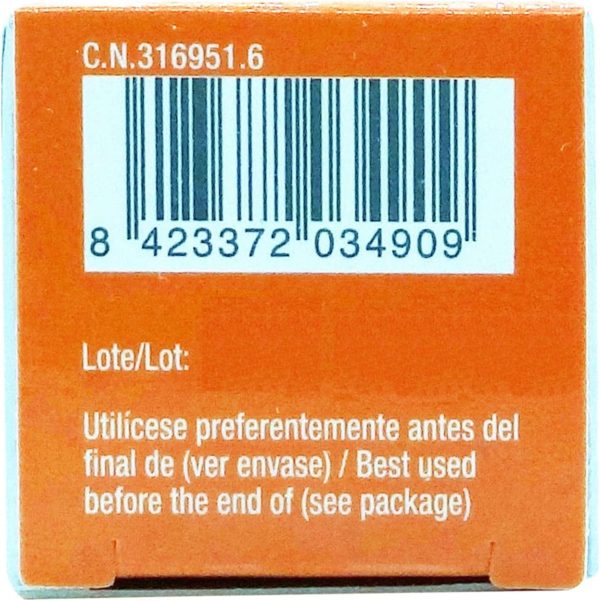 C.N.316951.6
8 423372 034909
Lote/Lot:
Utilícese preferentemente antes del
final de (ver envase) / Best used
before the end of (see package)